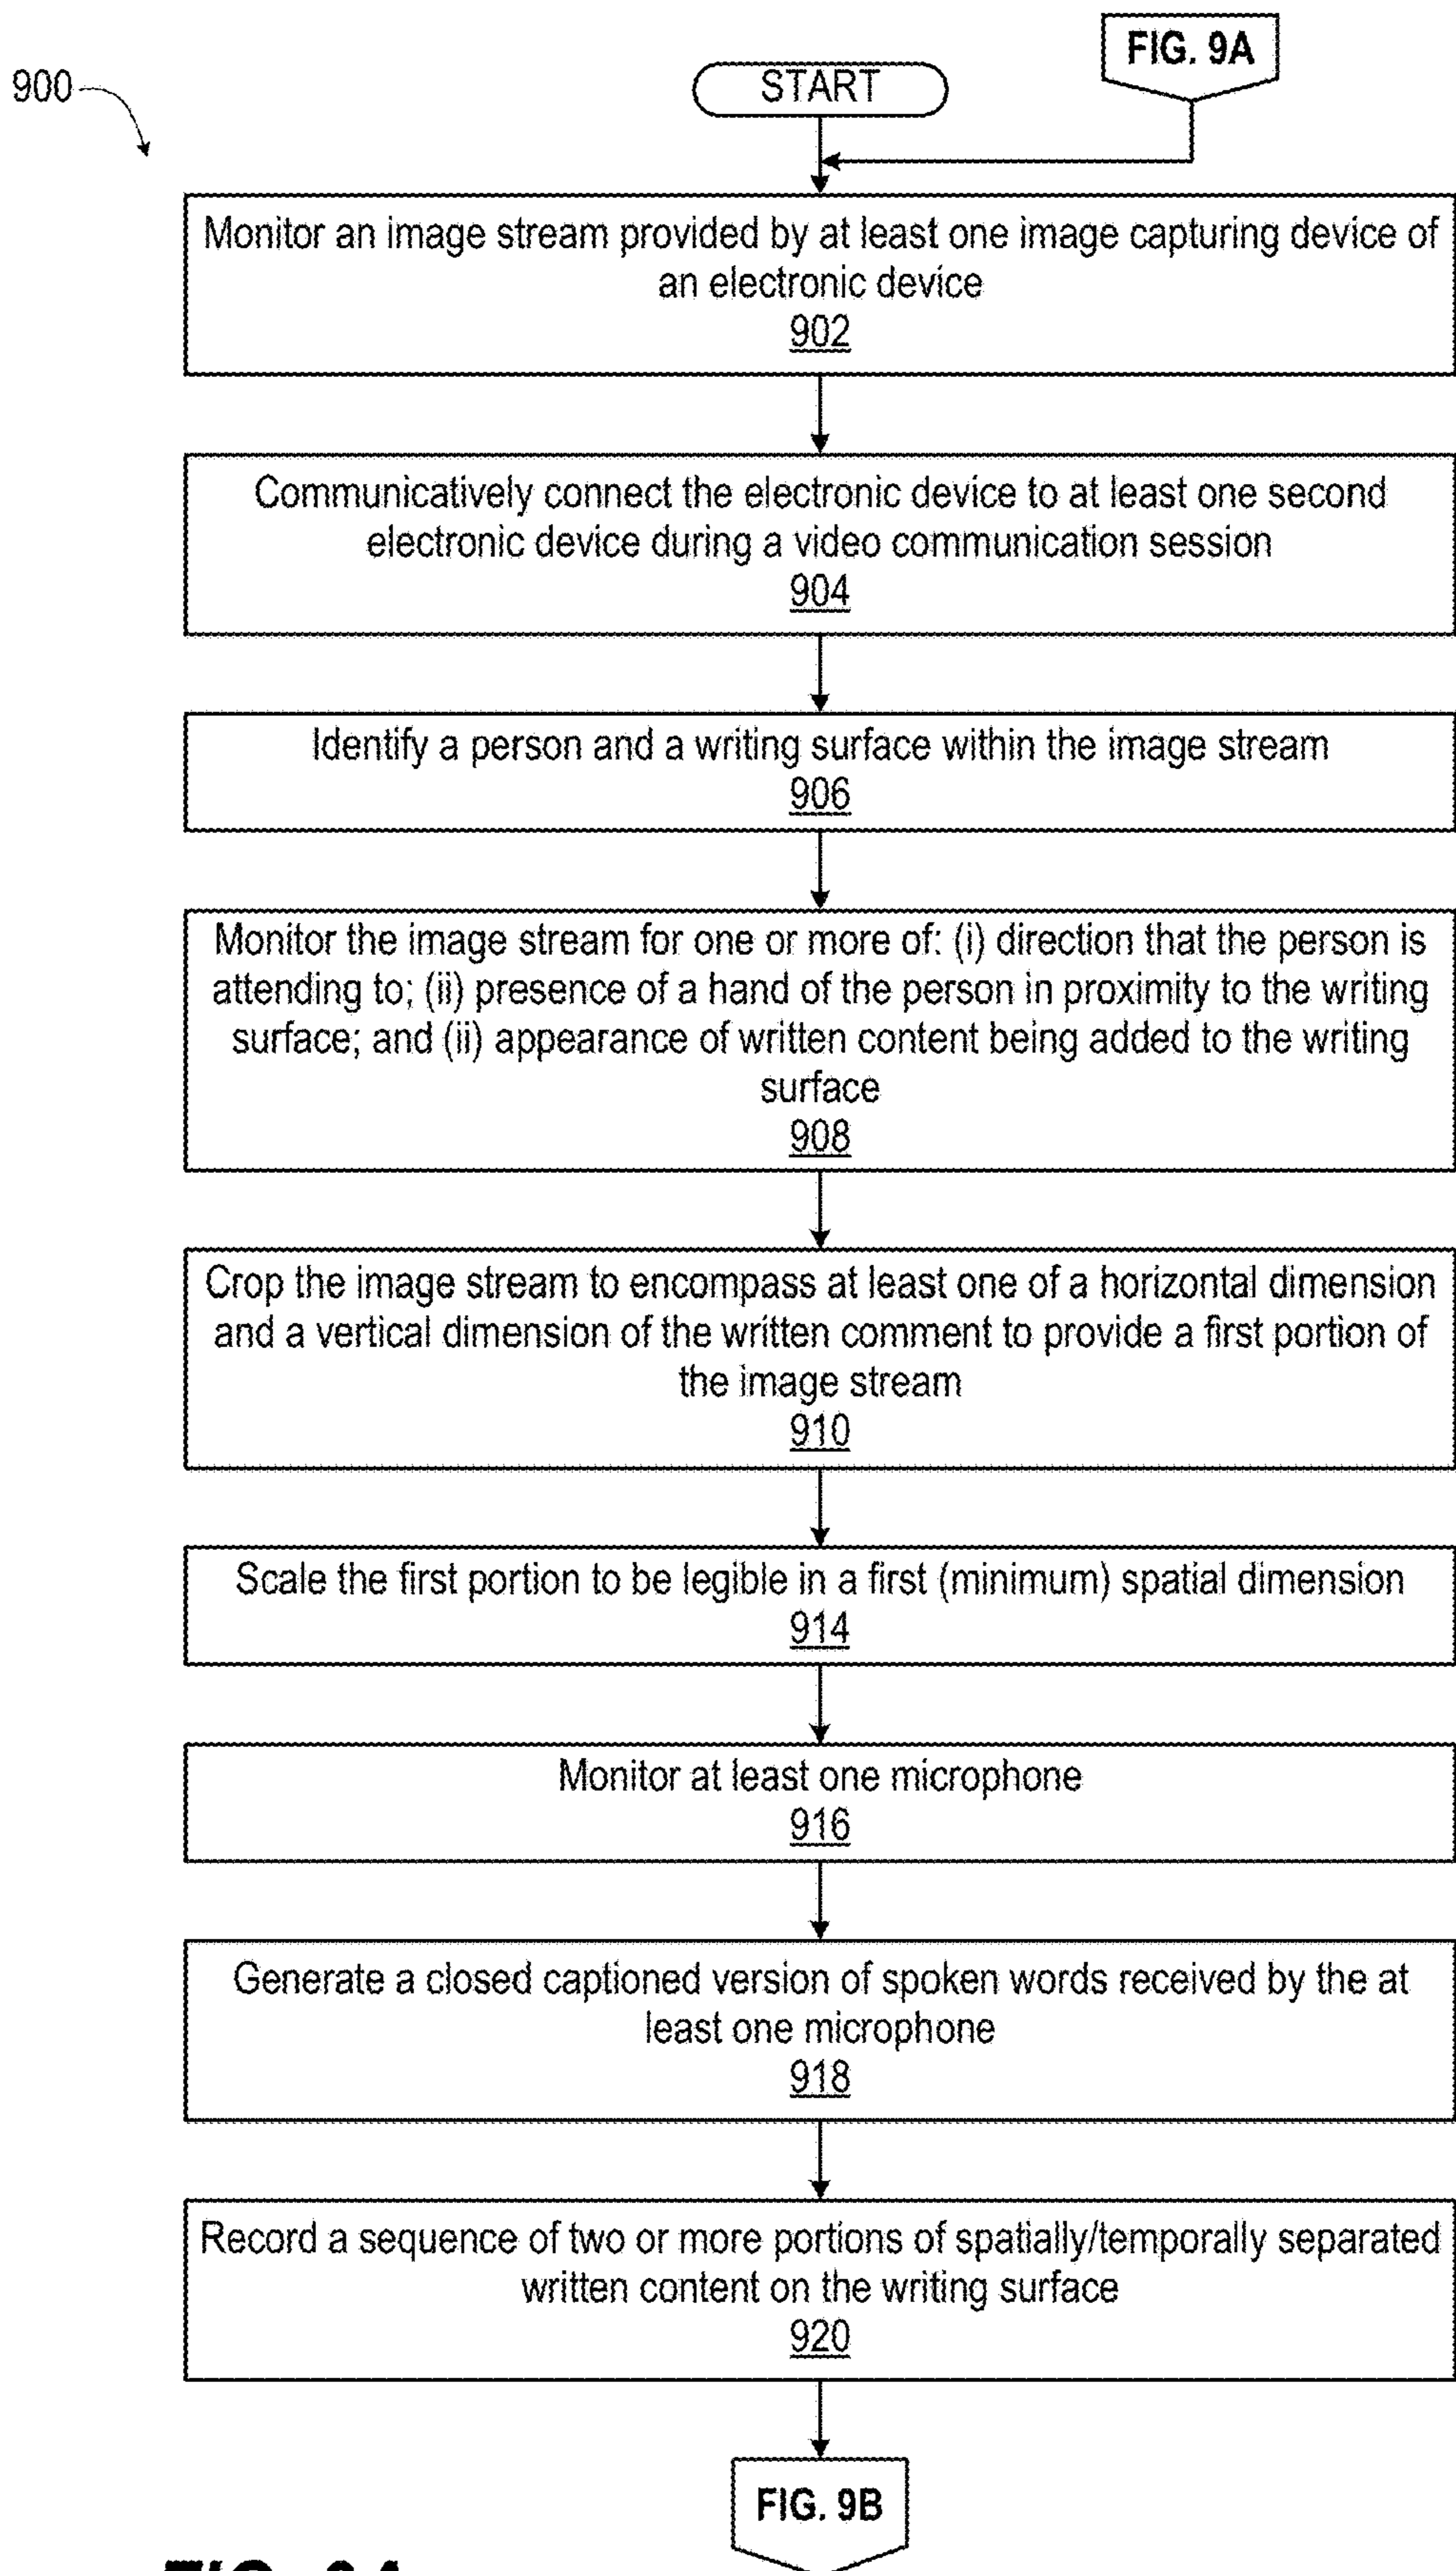 900
START
FIG. 9A
Monitor an image stream provided by at least one image capturing device of
an electronic device
902
Communicatively connect the electronic device to at least one second
electronic device during a video communication session
904
Identify a person and a writing surface within the image stream
906
Monitor the image stream for one or more of: (i) direction that the person is
attending to; (ii) presence of a hand of the person in proximity to the writing
surface; and (ii) appearance of written content being added to the writing
surface
908
Crop the image stream to encompass at least one of a horizontal dimension
and a vertical dimension of the written comment to provide a first portion of
the image stream
910
Scale the first portion to be legible in a first (minimum) spatial dimension
914
Monitor at least one microphone
916
Generate a closed captioned version of spoken words received by the at
least one microphone
918
Record a sequence of two or more portions of spatially/temporally separated
written content on the writing surface
920
FIG. 9B